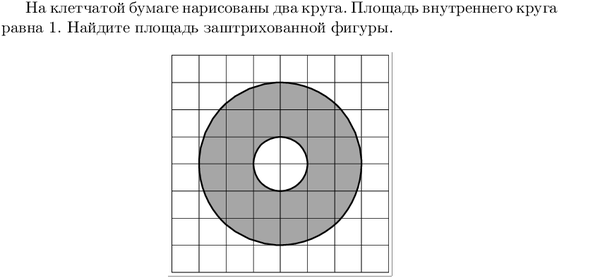 На клетчатой бумаге нарисованы два круга. Площадь внутреннего круга
равна 1. Найдите площадь заштрихованной фигуры.